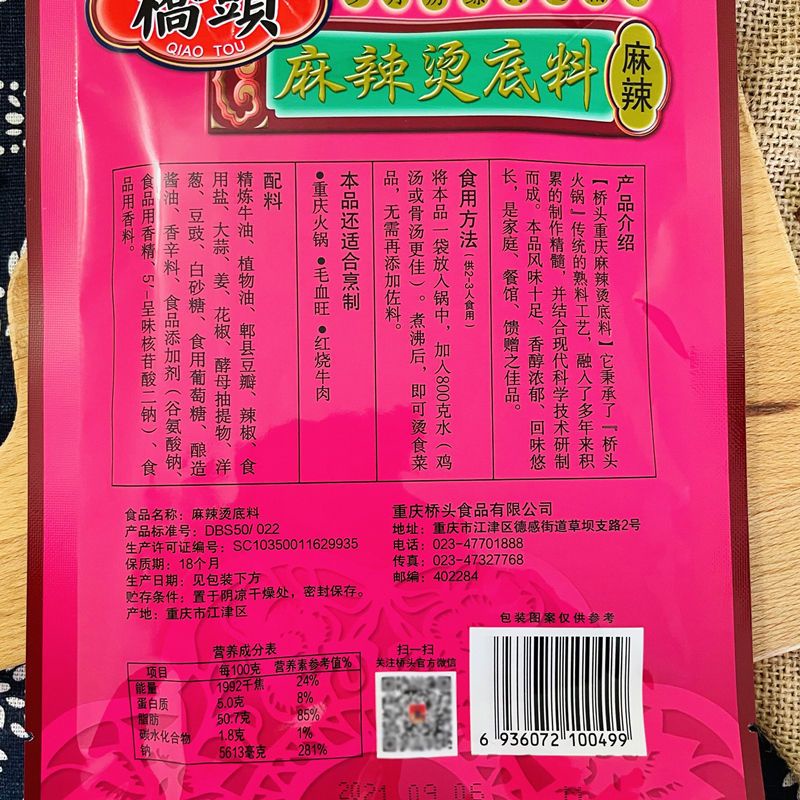 橋頭
QIAO TOU
麻辣烫底料
麻辣
产品介绍
【桥头重庆麻辣烫底料】它秉承了『桥头
火锅』传统的熟料工艺，融入了多年来积
累的制作精髓，并结合现代科学技术研制
而成。本品风味十足、香醇浓郁、回味悠
长，是家庭、餐馆、馈赠之佳品。
食用方法(供2-3人食用)
将本品一袋放入锅中，加入800克水（鸡
汤或骨汤更佳）。煮沸后，即可烫食菜
品，无需再添加佐料。
本品还适合烹制
●重庆火锅 ●毛血旺 ●红烧牛肉
配料
精炼牛油、植物油、郫县豆瓣、辣椒、食
用盐、大蒜、姜、花椒、酵母抽提物、洋
葱、豆豉、白砂糖、食用葡萄糖、酿造
酱油、香辛料、食品添加剂（谷氨酸钠、
食品用香精、5'-呈味核苷酸二钠）、食
品用香料。
食品名称：麻辣烫底料
产品标准号：DBS50/ 022
生产许可证编号：SC10350011629935
保质期：18个月
生产日期：见包装下方
贮存条件：置于阴凉干燥处，密封保存。
产地：重庆市江津区
重庆桥头食品有限公司
地址：重庆市江津区德感街道草坝支路2号
电话：023-47701888
传真：023-47327768
邮编：402284
包装图案仅供参考
营养成分表
项目 每100克 营养素参考值%
能量 1992千焦 24%
蛋白质 5.0克 8%
脂肪 50.7克 85%
碳水化合物 1.8克 1%
钠 5613毫克 281%
扫一扫
关注桥头官方微信
6 936072 100499
2021 09 06